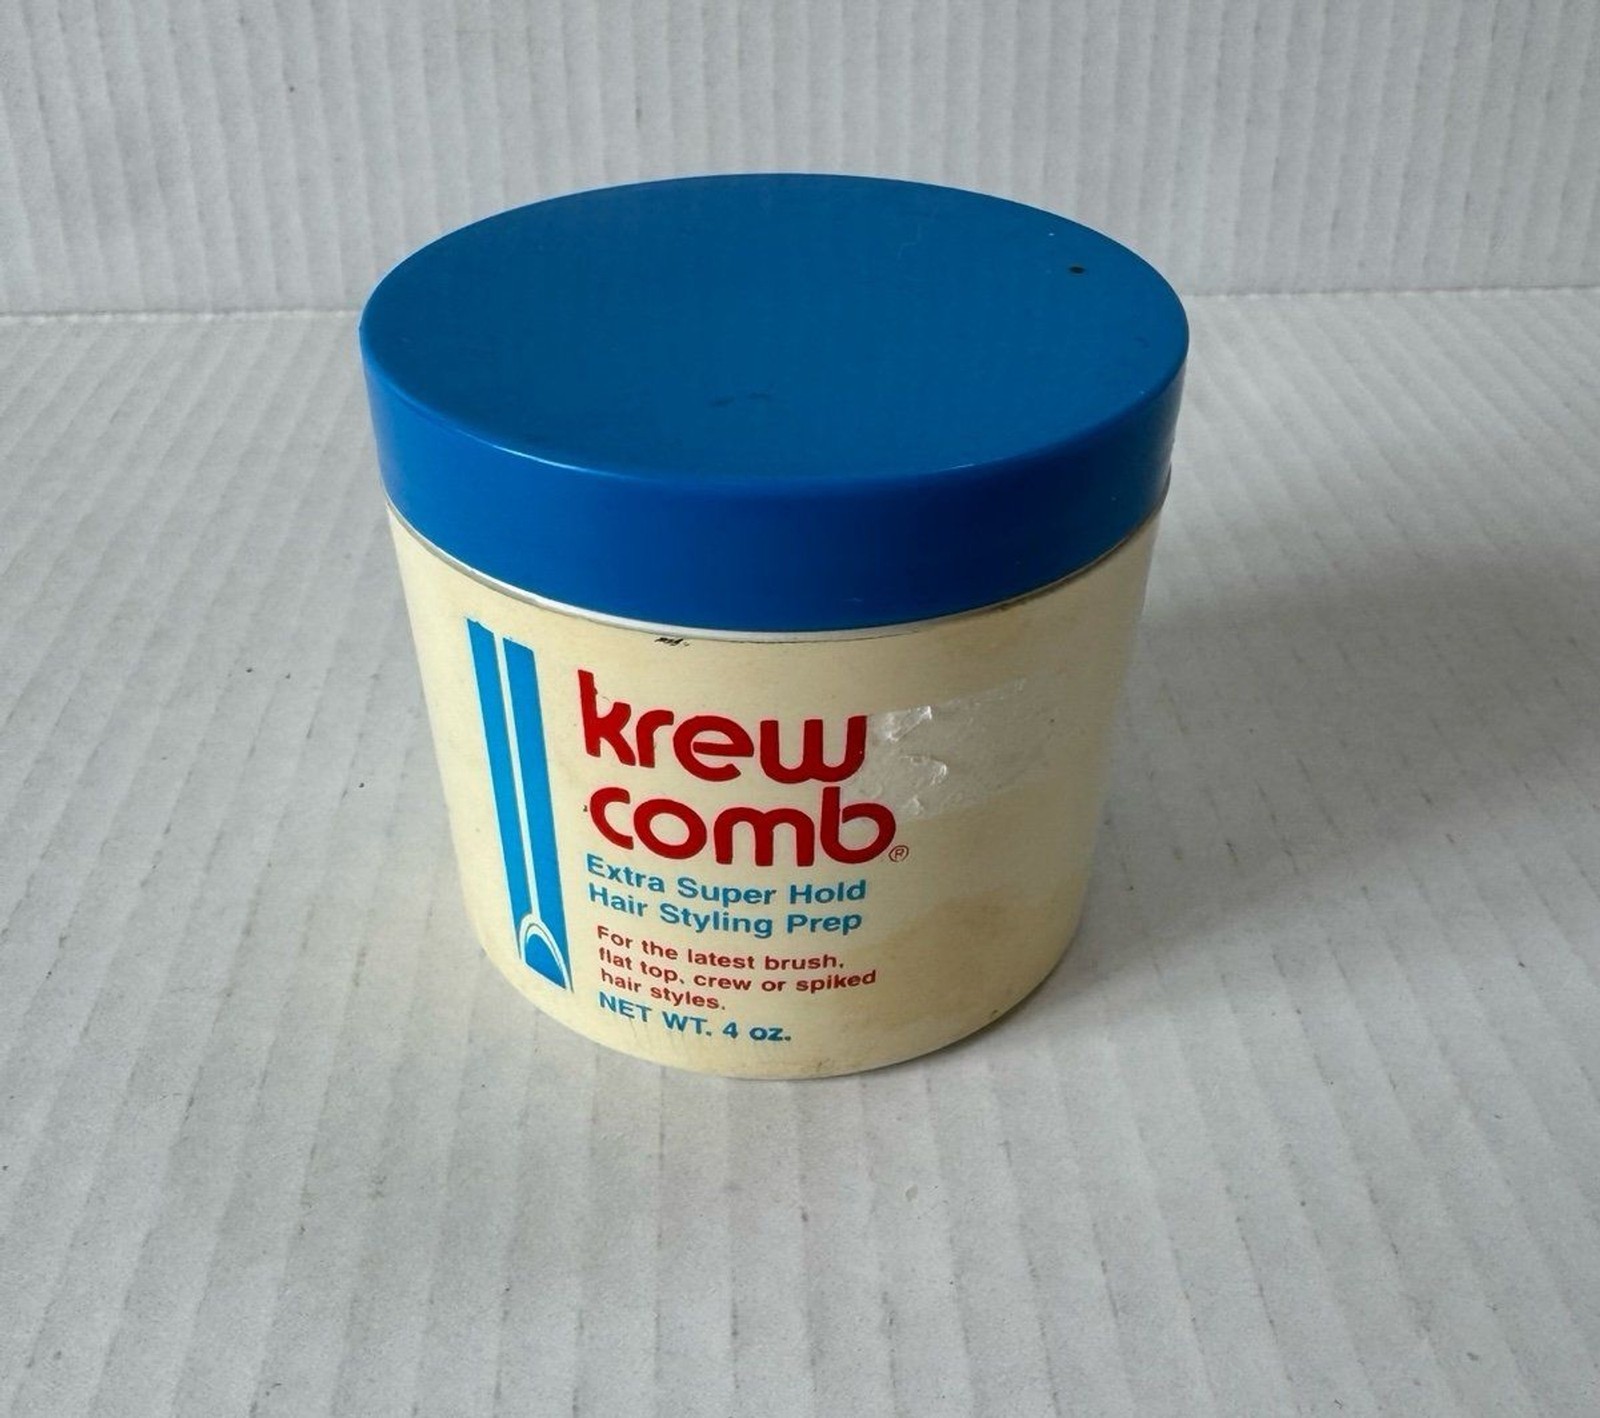 krew
comb®
Extra Super Hold
Hair Styling Prep
For the latest brush,
flat top, crew or spiked
hair styles.
NET WT. 4 oz.